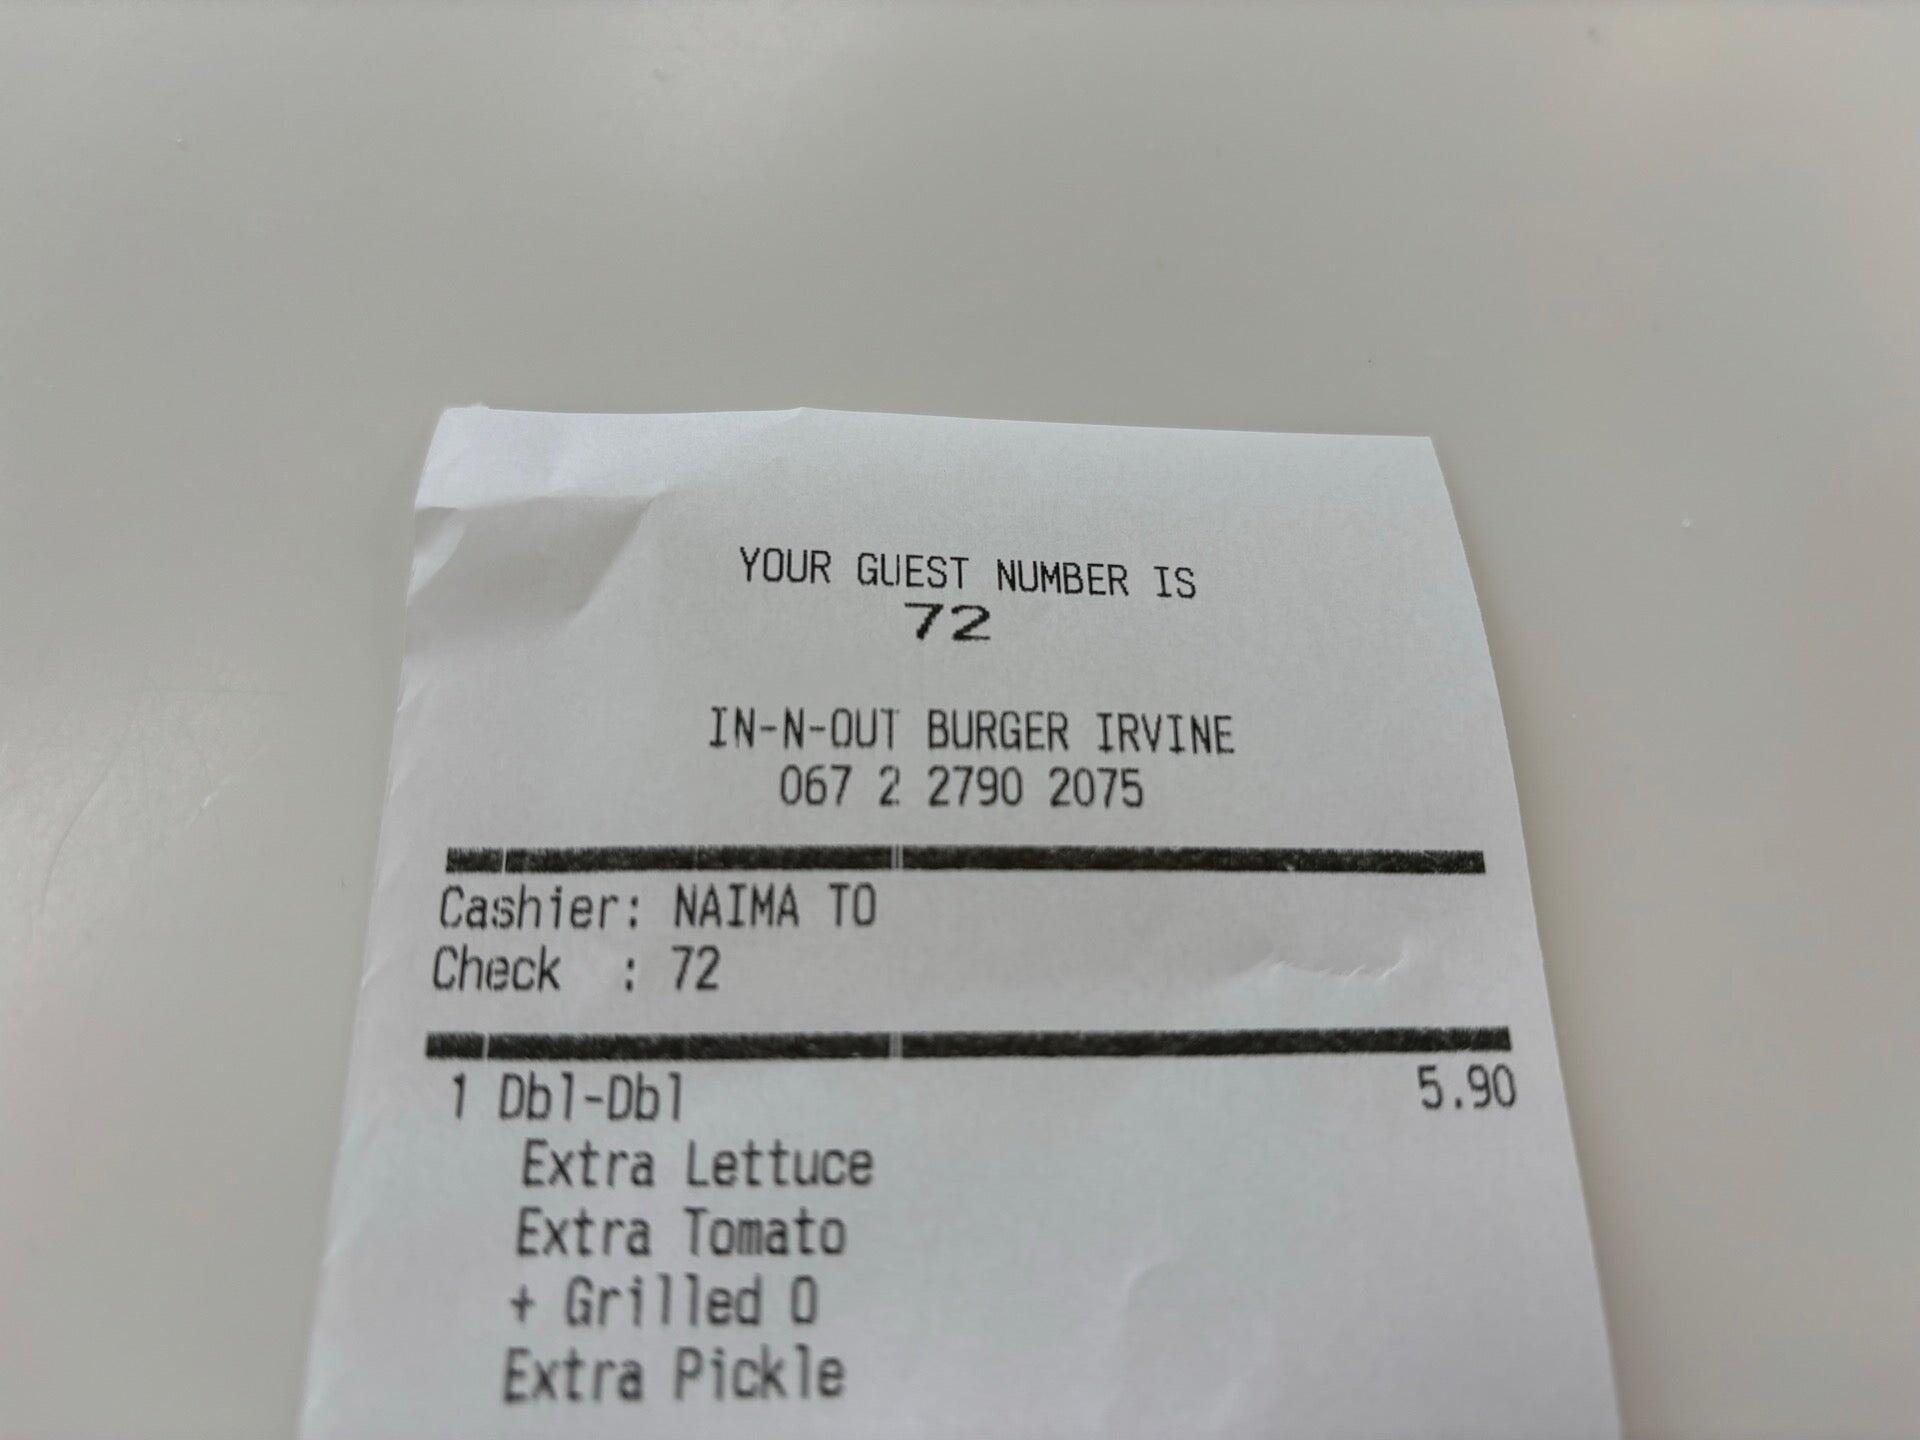 YOUR GUEST NUMBER IS
72
IN-N-OUT BURGER IRVINE
067 2 2790 2075
Cashier: NAIMA TO
Check : 72
1 Dbl-Dbl 5.90
Extra Lettuce
Extra Tomato
+ Grilled O
Extra Pickle